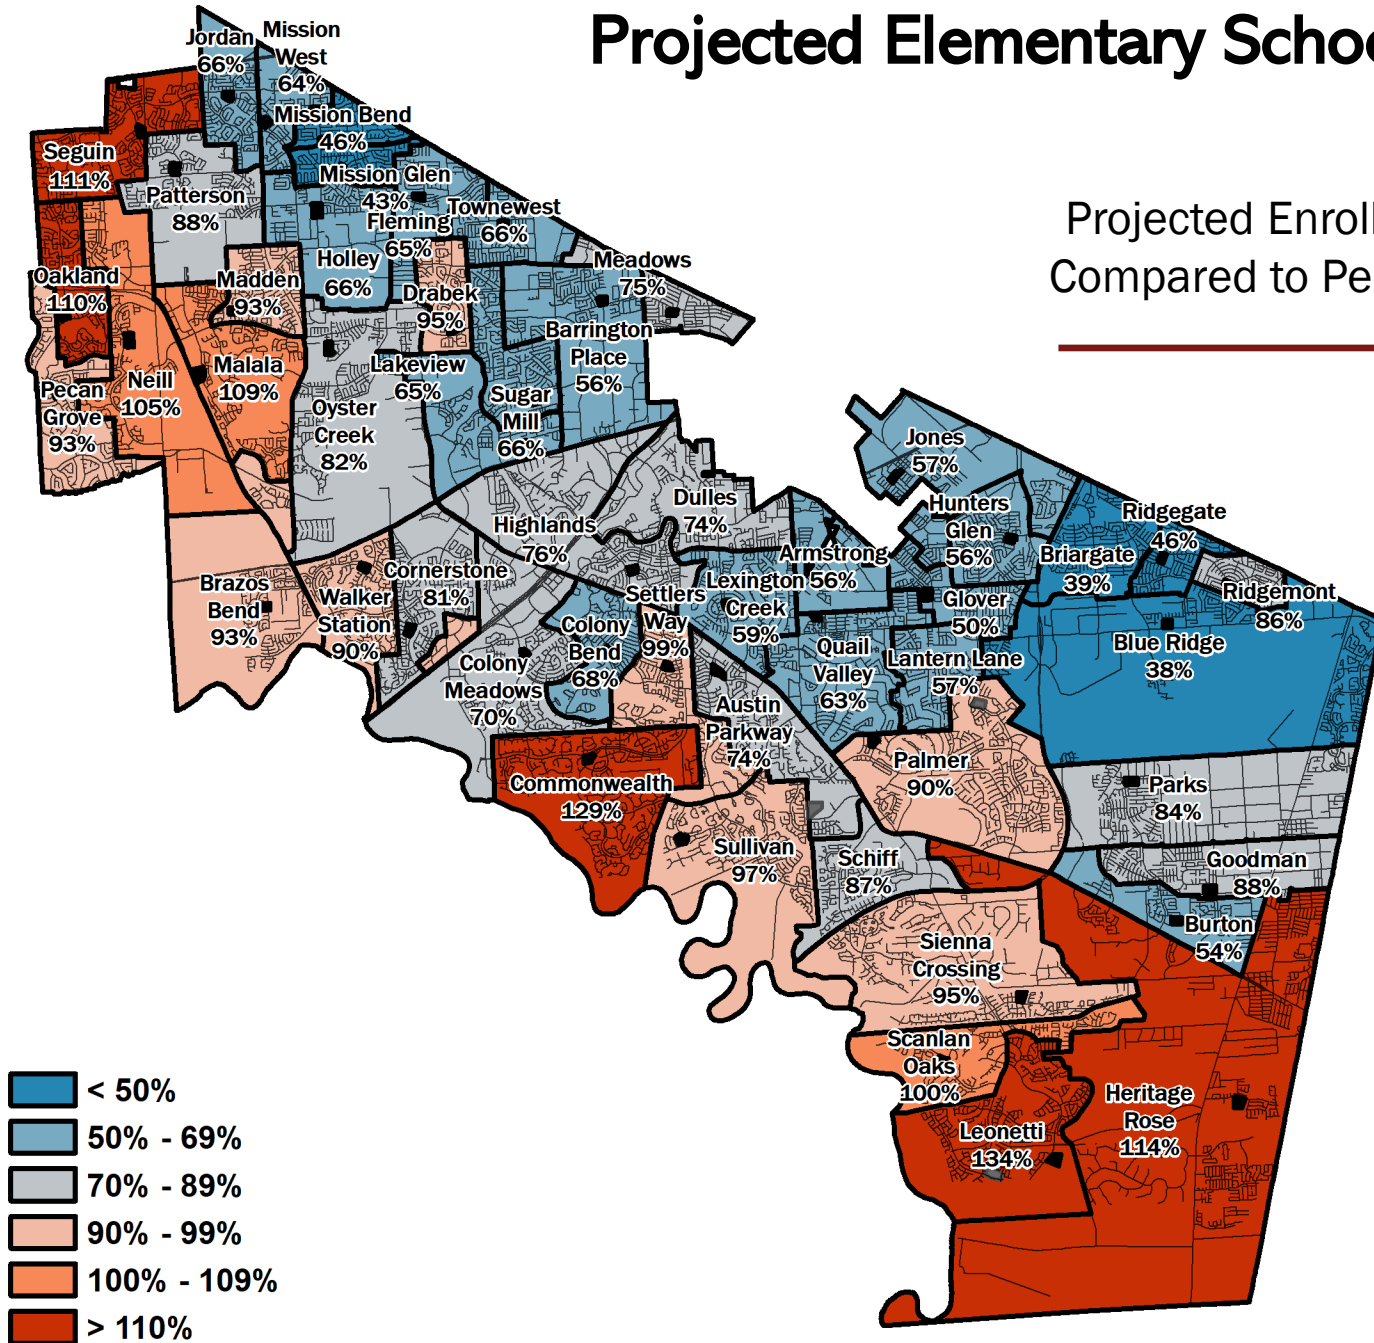 Projected Elementary Schoo
Projected Enroll
Compared to Pe
Jordan
66%
Mission
West
64%
Mission Bend
46%
Seguin
111%
Patterson
88%
Mission Glen
43%
Fleming
65%
Townewest
66%
Holley
66%
Meadows
75%
Oakland
110%
Madden
93%
Drabek
95%
Barrington
Place
56%
Pecan
Grove
93%
Neill
105%
Malala
109%
Lakeview
65%
Oyster
Creek
82%
Sugar
Mill
66%
Jones
57%
Highlands
76%
Dulles
74%
Hunters
Glen
56%
Ridgegate
46%
Armstrong
56%
Briargate
39%
Brazos
Bend
93%
Walker
Station
90%
Cornerstone
81%
Settlers
Way
99%
Lexington
Creek
59%
Glover
50%
Ridgemont
86%
Colony
Bend
68%
Quail
Valley
63%
Lantern Lane
57%
Blue Ridge
38%
Colony
Meadows
70%
Austin
Parkway
74%
Commonwealth
129%
Palmer
90%
Parks
84%
Sullivan
97%
Schiff
87%
Goodman
88%
Burton
54%
Sienna
Crossing
95%
Scanlan
Oaks
100%
Heritage
Rose
114%
Leonetti
134%
< 50%
50% - 69%
70% - 89%
90% - 99%
100% - 109%
> 110%